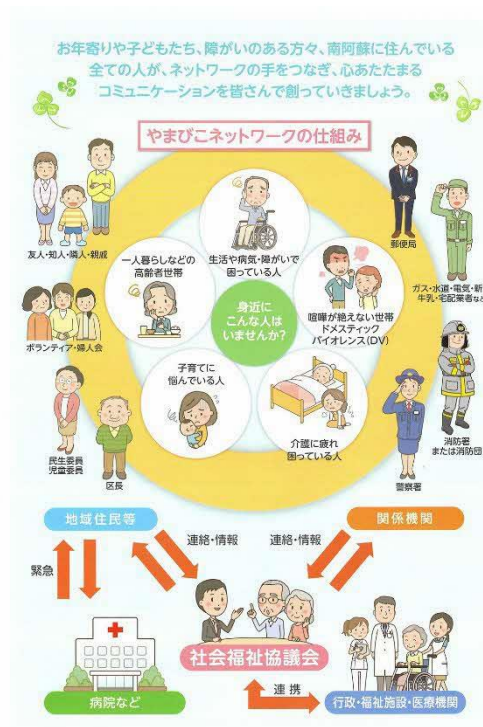 お年寄りや子どもたち、障がいのある方々、南阿蘇に住んでいる
全ての人が、ネットワークの手をつなぎ、心あたたまる
コミュニケーションを皆さんで創っていきましょう。
やまびこネットワークの仕組み
友人・知人・隣人・親戚
ボランティア・婦人会
民生委員
児童委員
区長
生活や病気・障がいで
困っている人
一人暮らしなどの
高齢者世帯
身近に
こんな人は
いませんか?
喧嘩が絶えない世帯
ドメスティック
バイオレンス(DV)
子育てに
悩んでいる人
介護に疲れ
困っている人
郵便局
ガス・水道・電気・新
牛乳・宅配業者な
消防署
または消防団
警察署
地域住民等
関係機関
緊急
連絡・情報
連絡・情報
病院など
社会福祉協議会
連携
行政・福祉施設・医療機関